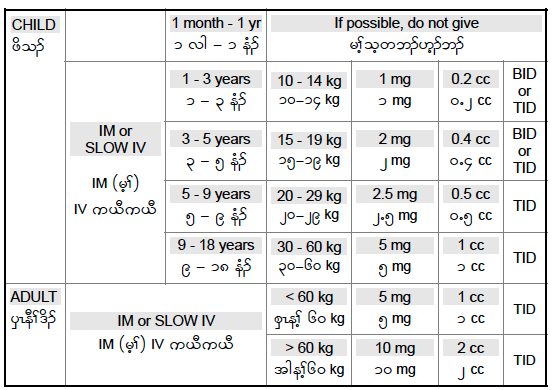 CHILD
ဖိသၣ်
1 month - 1 yr
၁ လါ – ၁ နံၣ်
If possible, do not give
မ့ၢ်သ့တဘၣ်ဟ့ၣ်ဘၣ်
IM or
SLOW IV
IM (မ့ၢ်)
IV ကယီကယီ
1 - 3 years
၁ – ၃ နံၣ်
10 - 14 kg
၁၀–၁၄ kg
1 mg
၁ mg
0.2 cc
၀.၂ cc
BID
or
TID
3 - 5 years
၃ – ၅ နံၣ်
15 - 19 kg
၁၅–၁၉ kg
2 mg
၂ mg
0.4 cc
၀.၄ cc
BID
or
TID
5 - 9 years
၅ – ၉ နံၣ်
20 - 29 kg
၂၀–၂၉ kg
2.5 mg
၂.၅ mg
0.5 cc
၀.၅ cc
TID
9 - 18 years
၉ – ၁၈ နံၣ်
30 - 60 kg
၃၀–၆၀ kg
5 mg
၅ mg
1 cc
၁ cc
TID
ADULT
ပှၤနီၢ်ဒိၣ်
IM or SLOW IV
IM (မ့ၢ်) IV ကယီကယီ
< 60 kg
စှၤန့ၢ် ၆၀ kg
5 mg
၅ mg
1 cc
၁ cc
TID
> 60 kg
အါန့ၢ်၆၀ kg
10 mg
၁၀ mg
2 cc
၂ cc
TID